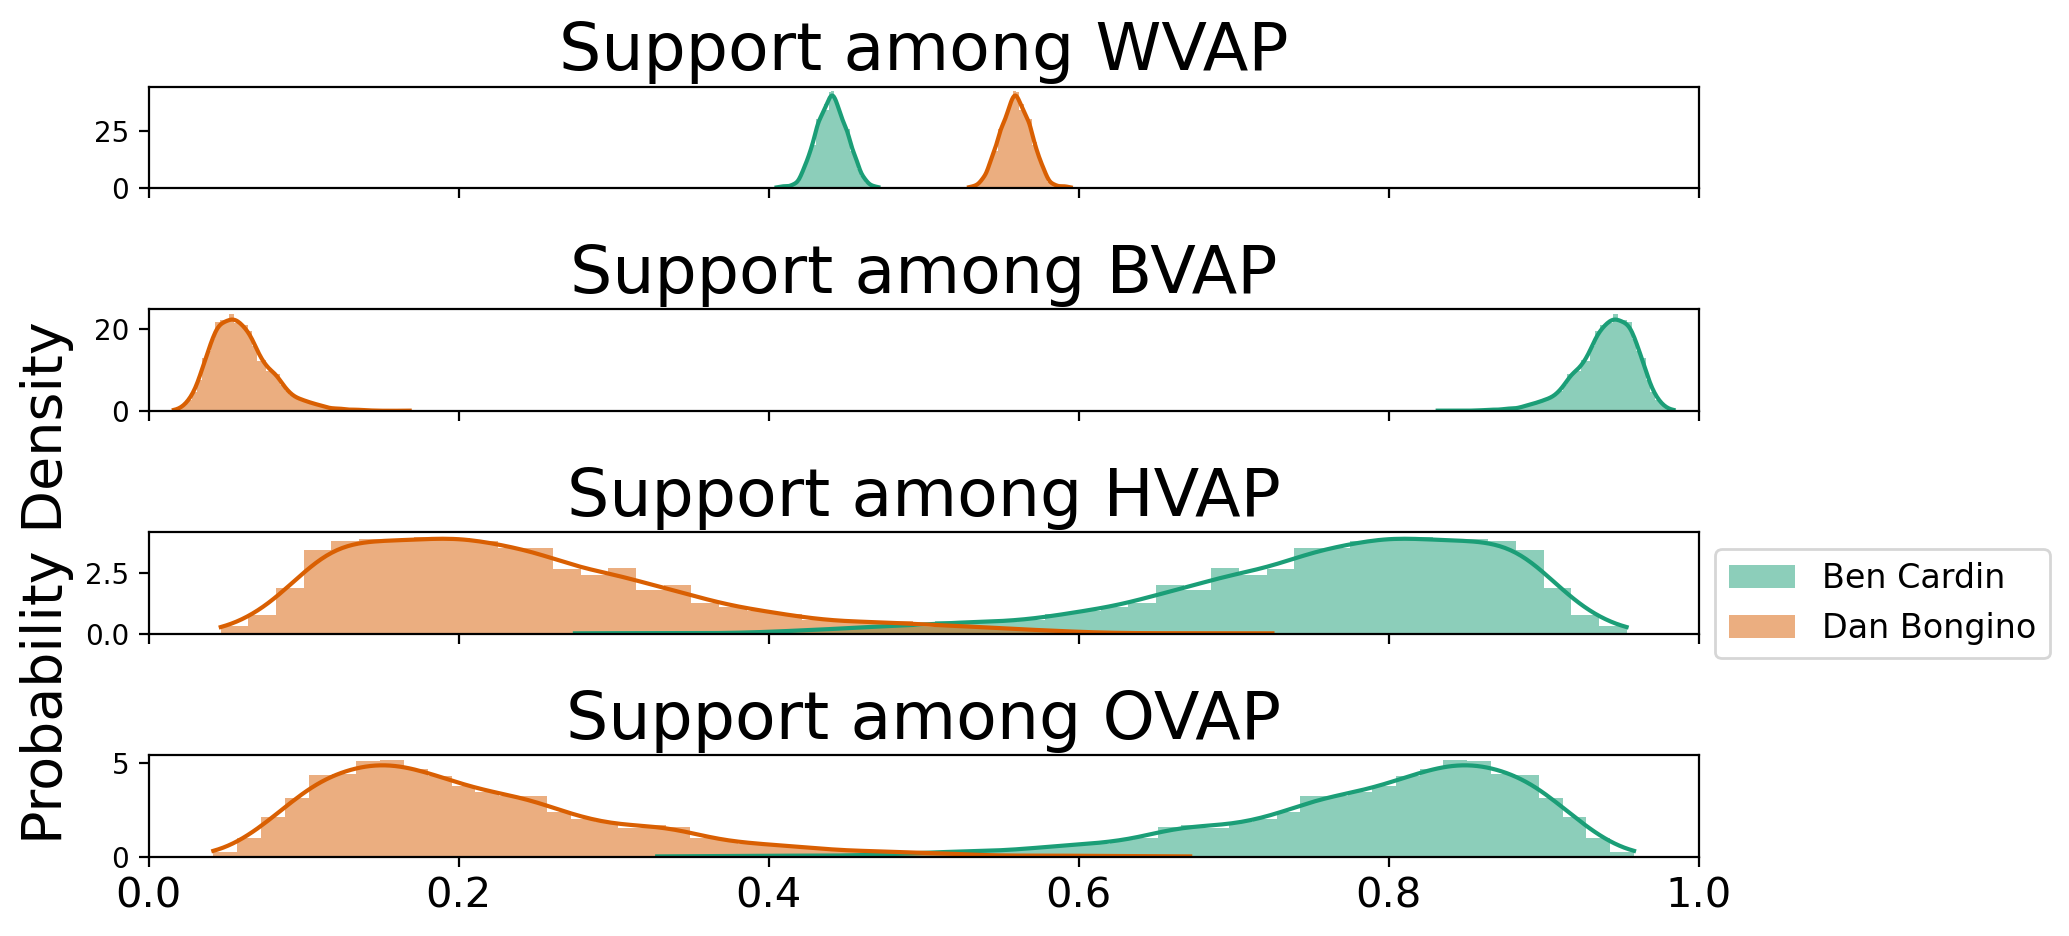 Support among WVAP
25
0
Support among BVAP
20
0
Probability Density
Support among HVAP
2.5
0.0
Ben Cardin
Dan Bongino
Support among OVAP
5
0
0.0 0.2 0.4 0.6 0.8 1.0